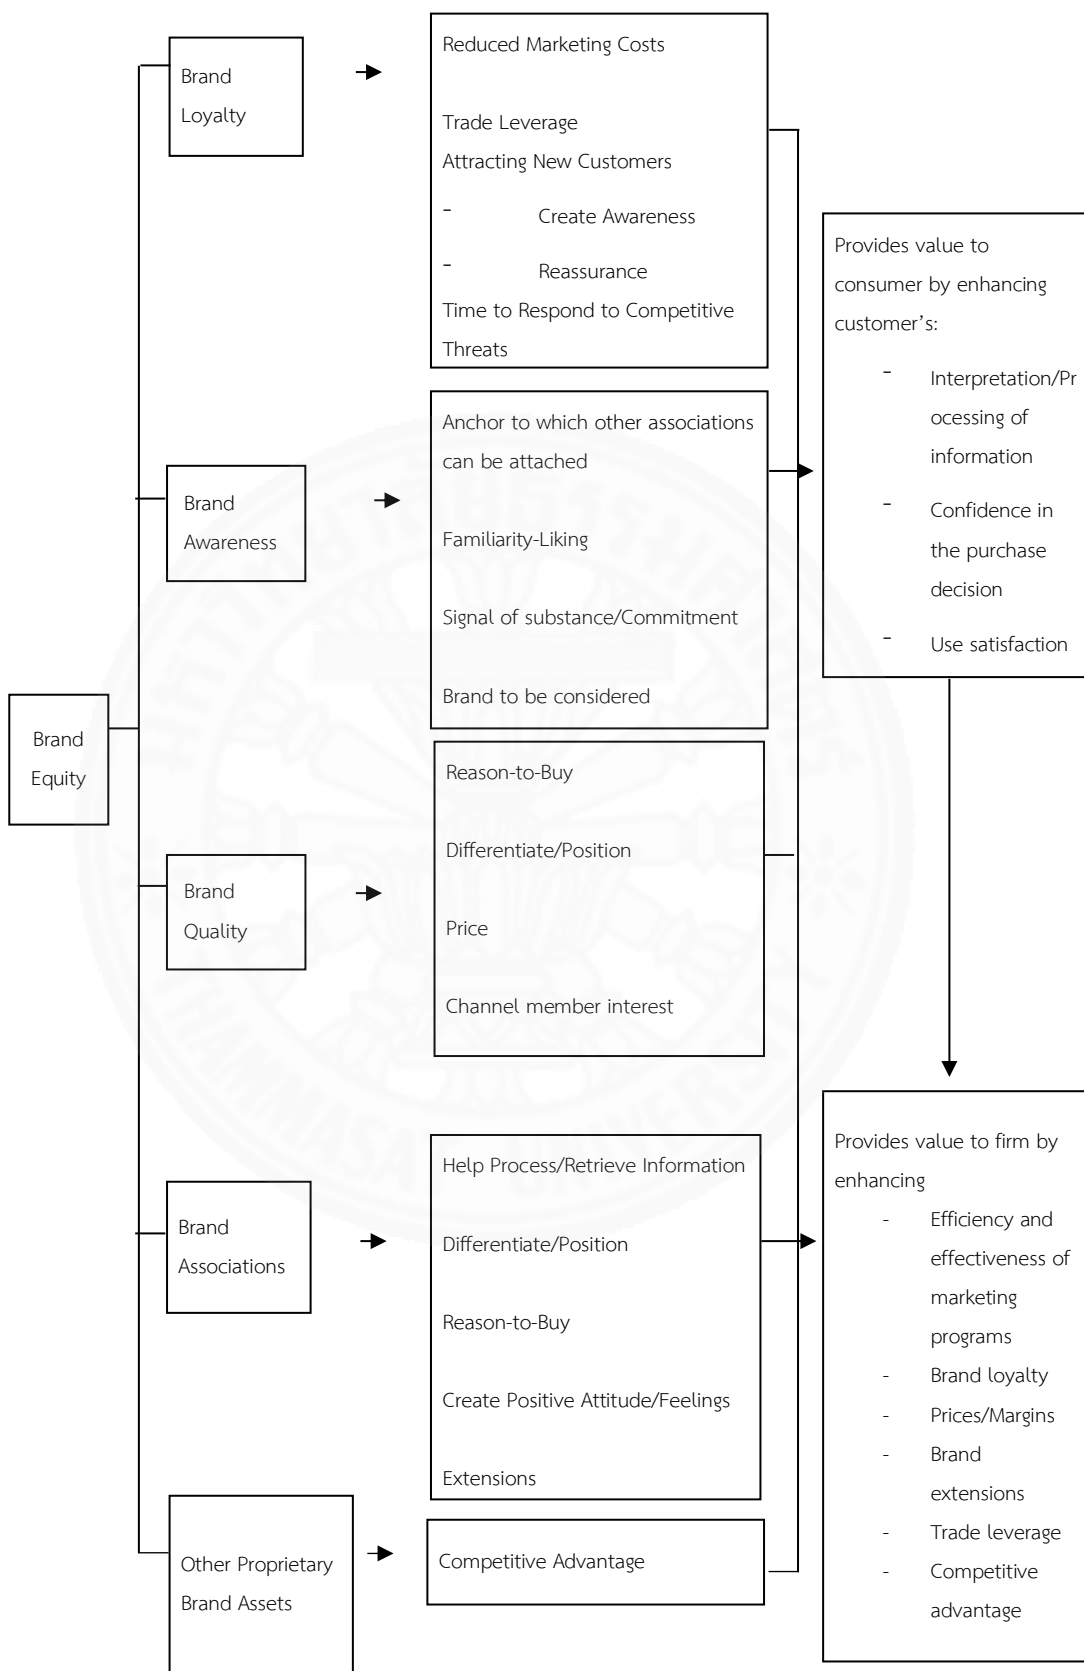 Brand
Loyalty
Reduced Marketing Costs
Trade Leverage
Attracting New Customers
- Create Awareness
- Reassurance
Time to Respond to Competitive
Threats
Provides value to
consumer by enhancing
customer’s:
- Interpretation/Pr
ocessing of
information
- Confidence in
the purchase
decision
- Use satisfaction
Brand
Awareness
Anchor to which other associations
can be attached
Familiarity-Liking
Signal of substance/Commitment
Brand to be considered
Brand
Equity
Brand
Quality
Reason-to-Buy
Differentiate/Position
Price
Channel member interest
Brand
Associations
Help Process/Retrieve Information
Differentiate/Position
Reason-to-Buy
Create Positive Attitude/Feelings
Extensions
Provides value to firm by
enhancing
- Efficiency and
effectiveness of
marketing
programs
- Brand loyalty
- Prices/Margins
- Brand
extensions
- Trade leverage
- Competitive
advantage
Other Proprietary
Brand Assets
Competitive Advantage
THAMMASAT UNIVERSITY